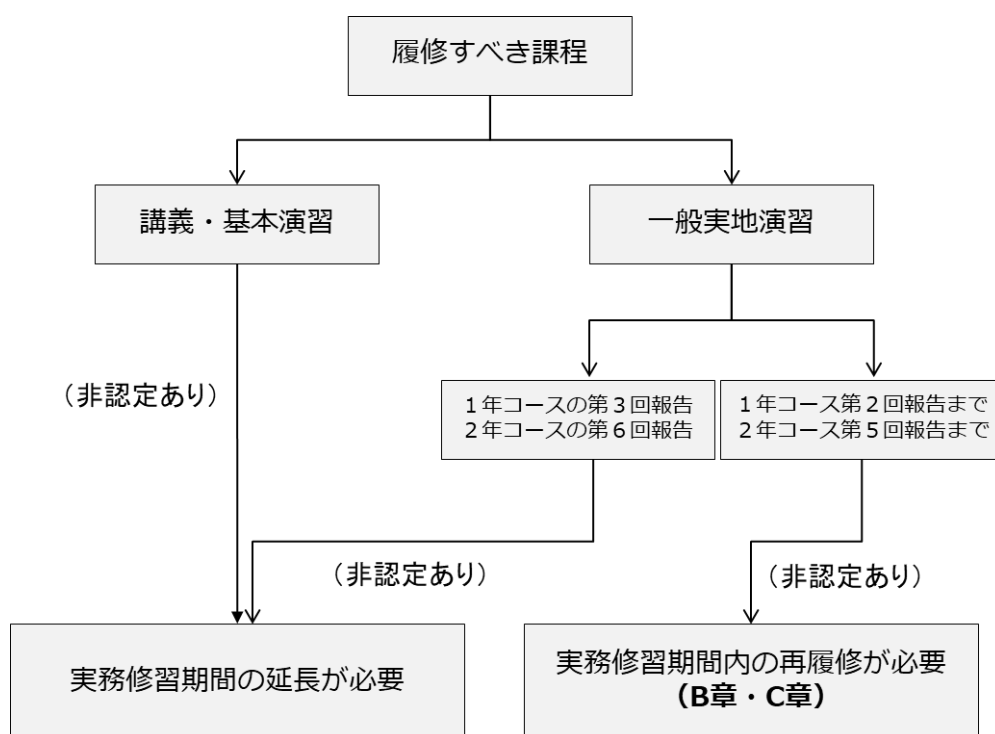 履修すべき課程
講義・基本演習
一般実地演習
（非認定あり）
１年コースの第３回報告
２年コースの第６回報告
１年コース第２回報告まで
２年コース第５回報告まで
（非認定あり）
（非認定あり）
実務修習期間の延長が必要
実務修習期間内の再履修が必要
（B章・C章）